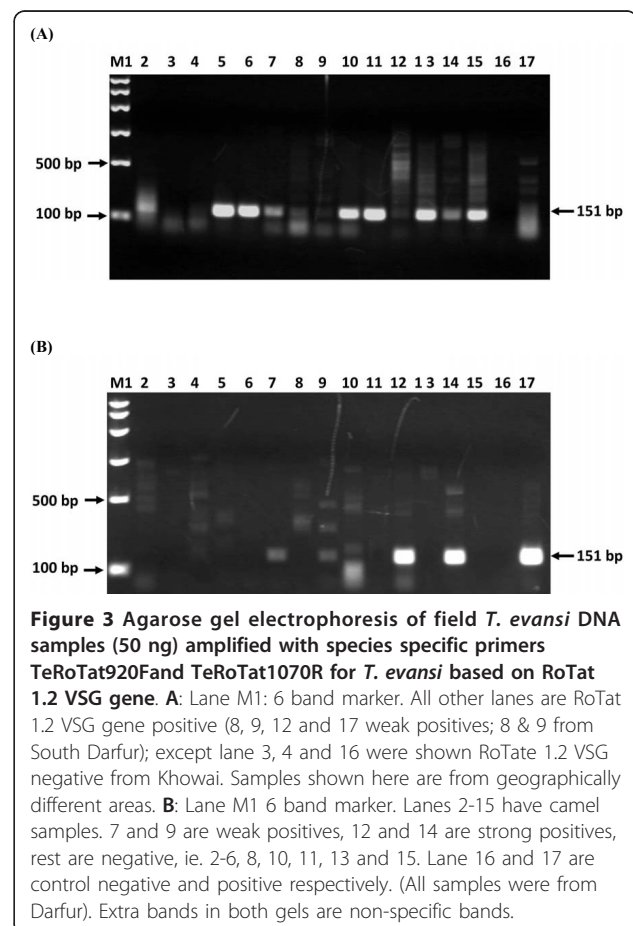 (A)
M1 2 3 4 5 6 7 8 9 10 11 12 1 3 14 15 16 17
500 bp
100 bp
151 bp
(B)
M1 2 3 4 5 6 7 8 9 10 11 12 1 3 14 15 16 17
500 bp
100 bp
151 bp
Figure 3 Agarose gel electrophoresis of field T. evansi DNA
samples (50 ng) amplified with species specific primers
TeRoTat920Fand TeRoTat1070R for T. evansi based on RoTat
1.2 VSG gene. A: Lane M1: 6 band marker. All other lanes are RoTat
1.2 VSG gene positive (8, 9, 12 and 17 weak positives; 8 & 9 from
South Darfur); except lane 3, 4 and 16 were shown RoTate 1.2 VSG
negative from Khowai. Samples shown here are from geographically
different areas. B: Lane M1 6 band marker. Lanes 2-15 have camel
samples. 7 and 9 are weak positives, 12 and 14 are strong positives,
rest are negative, ie. 2-6, 8, 10, 11, 13 and 15. Lane 16 and 17 are
control negative and positive respectively. (All samples were from
Darfur). Extra bands in both gels are non-specific bands.